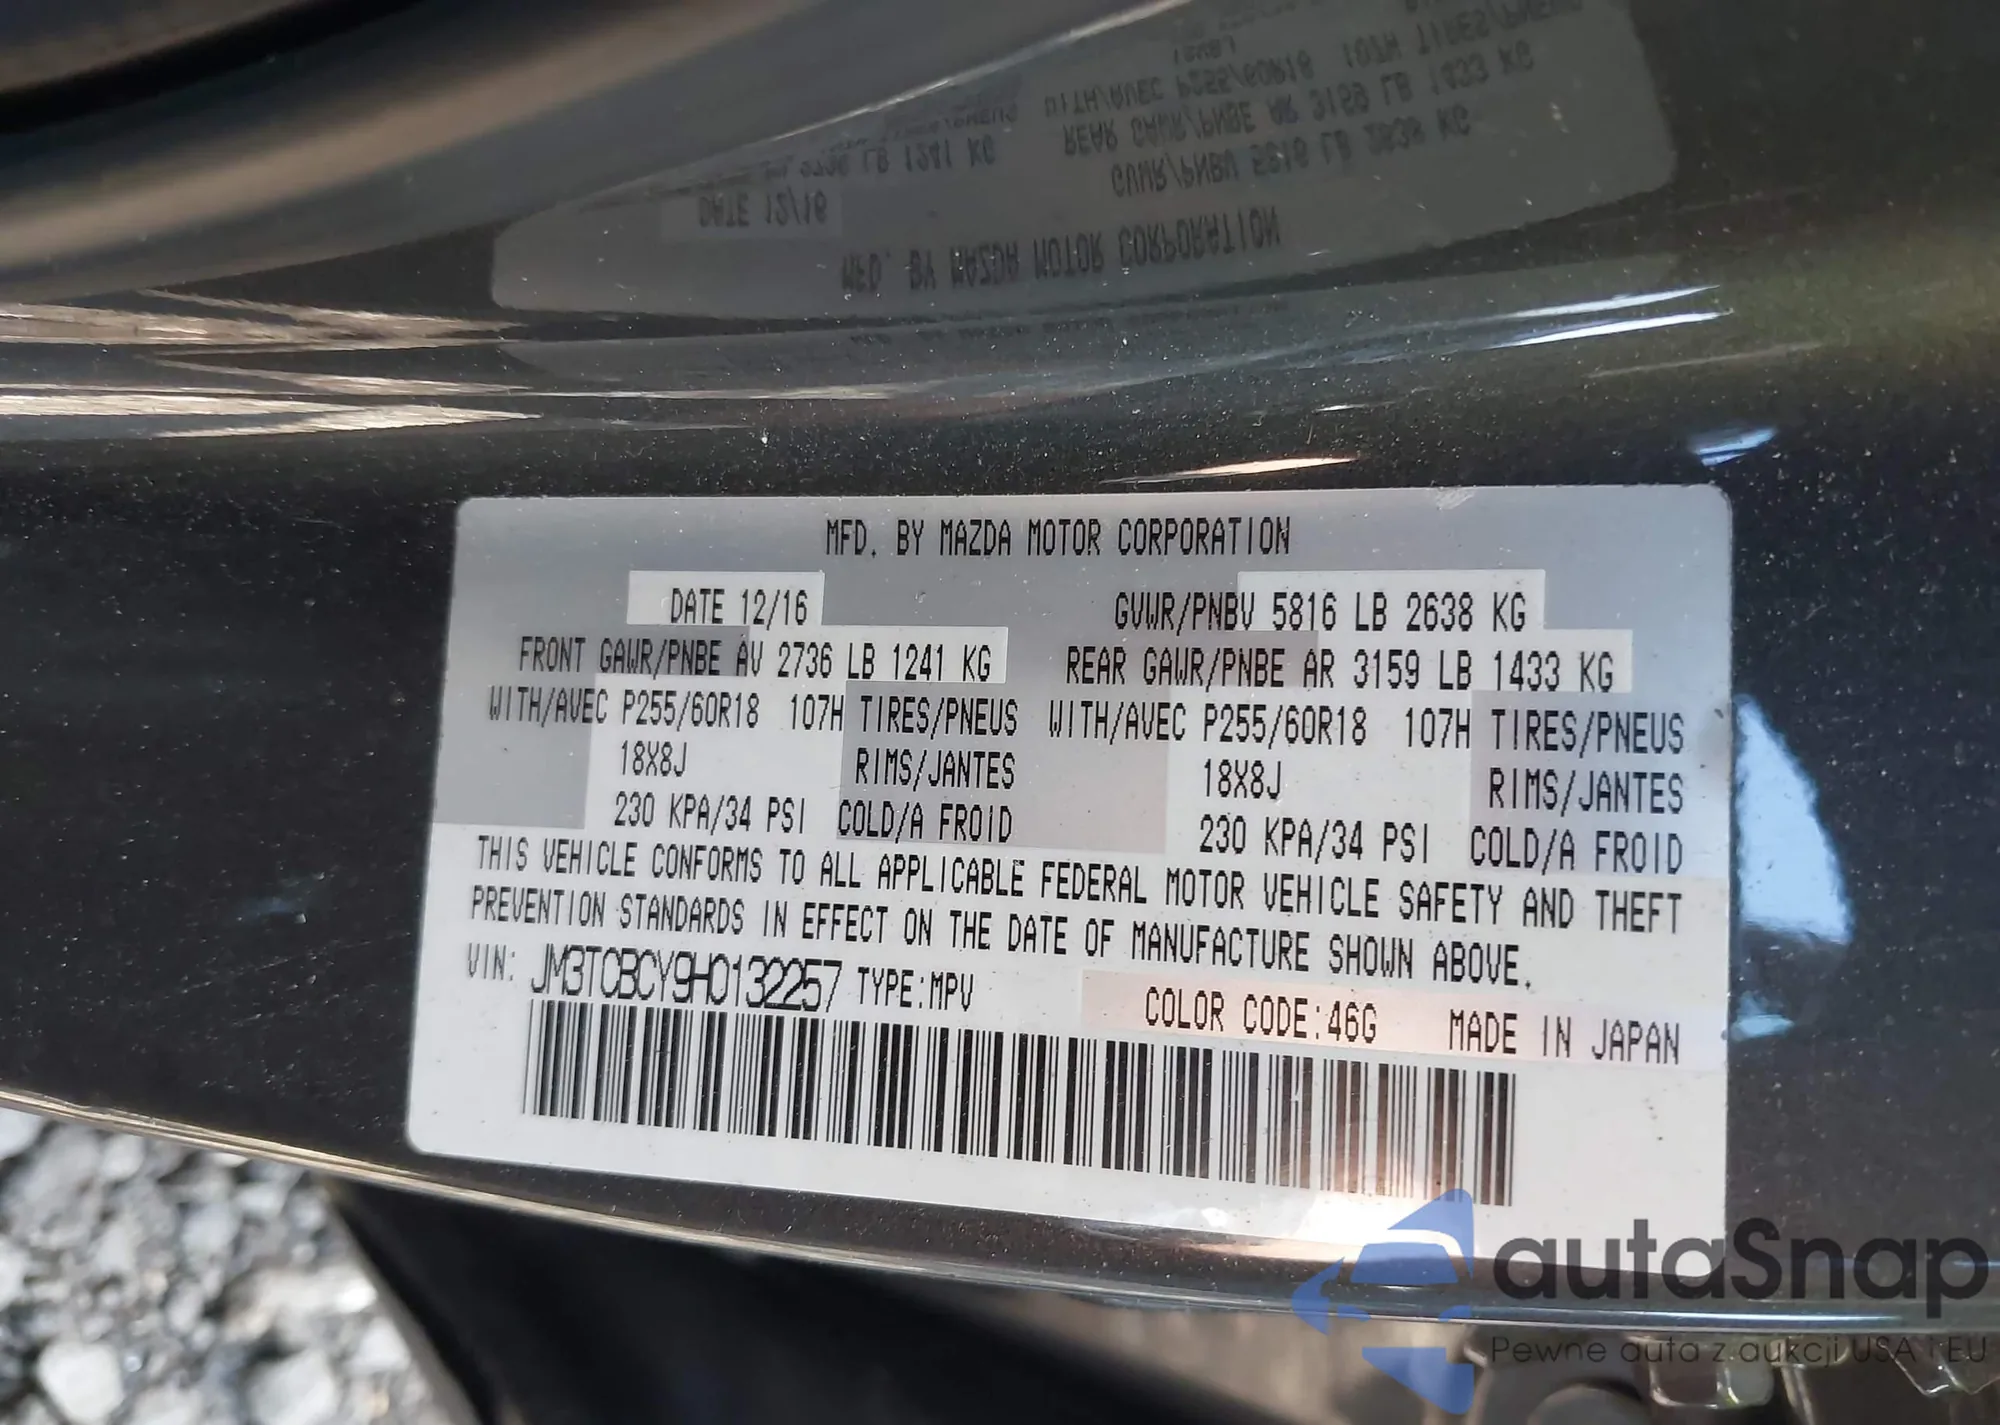 MFD. BY MAZDA MOTOR CORPORATION
DATE 12/16 GVWR/PNBV 5816 LB 2638 KG
FRONT GAWR/PNBE AV 2736 LB 1241 KG REAR GAWR/PNBE AR 3159 LB 1433 KG
WITH/AVEC P255/60R18 107H TIRES/PNEUS WITH/AVEC P255/60R18 107H TIRES/PNEUS
18X8J RIMS/JANTES 18X8J RIMS/JANTES
230 KPA/34 PSI COLD/A FROID 230 KPA/34 PSI COLD/A FROID
THIS VEHICLE CONFORMS TO ALL APPLICABLE FEDERAL MOTOR VEHICLE SAFETY AND THEFT
PREVENTION STANDARDS IN EFFECT ON THE DATE OF MANUFACTURE SHOWN ABOVE.
VIN: JM3TCBCY9H0132257 TYPE:MPV COLOR CODE:46G MADE IN JAPAN
autaSnap
Pewne auta z aukcji USA i EU